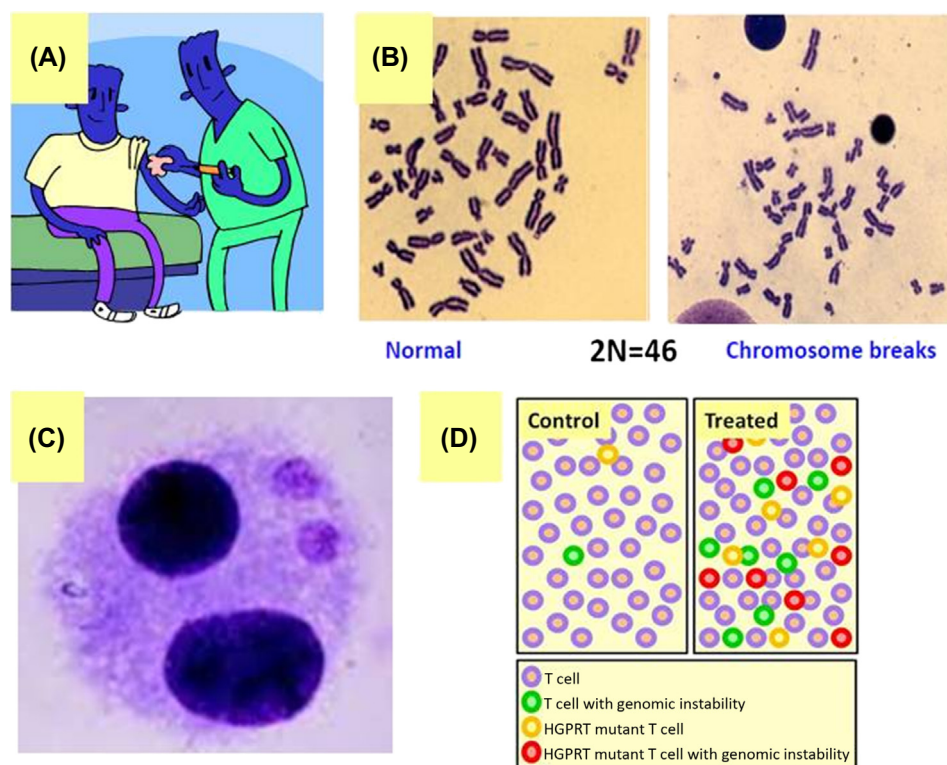 (A)
(B)
Normal
2N=46
Chromosome breaks
(C)
(D)
Control
Treated
T cell
T cell with genomic instability
HGPRT mutant T cell
HGPRT mutant T cell with genomic instability